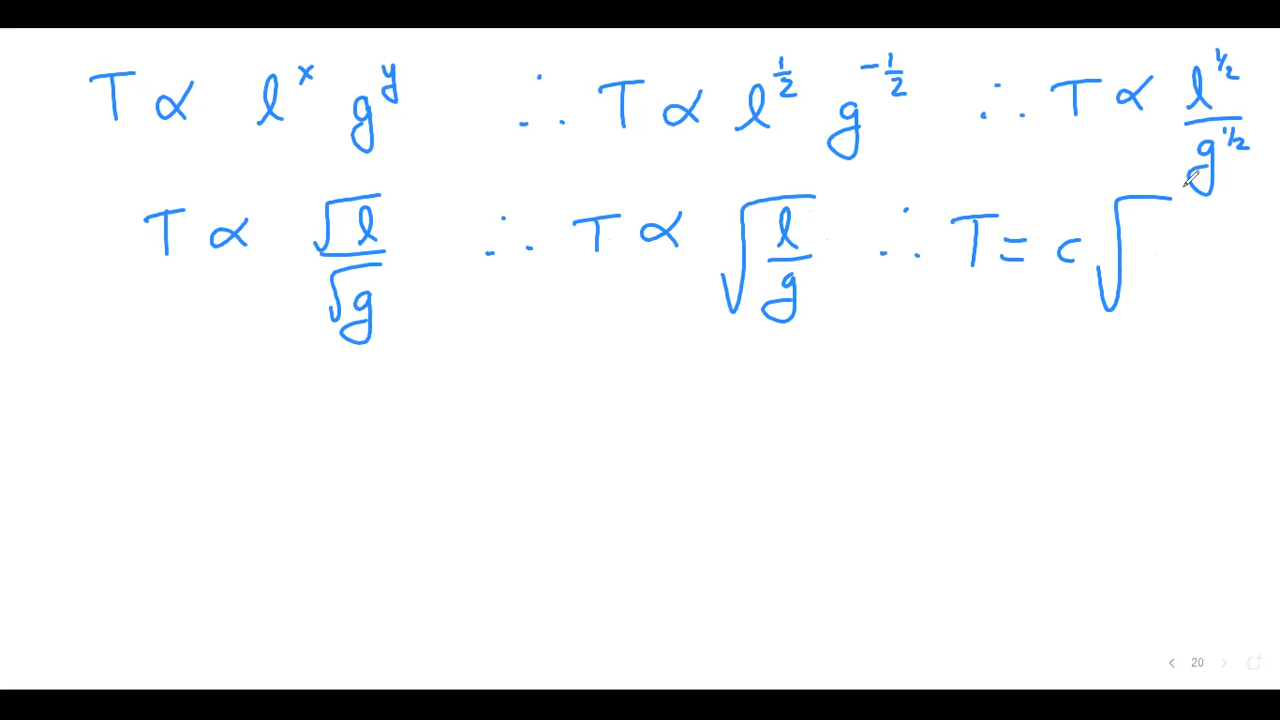 T ∝ l^x g^y ∴ T ∝ l^½ g^-½ ∴ T ∝ l^½ / g^½
T ∝ √l / √g ∴ T ∝ √(l/g) ∴ T = c √
20